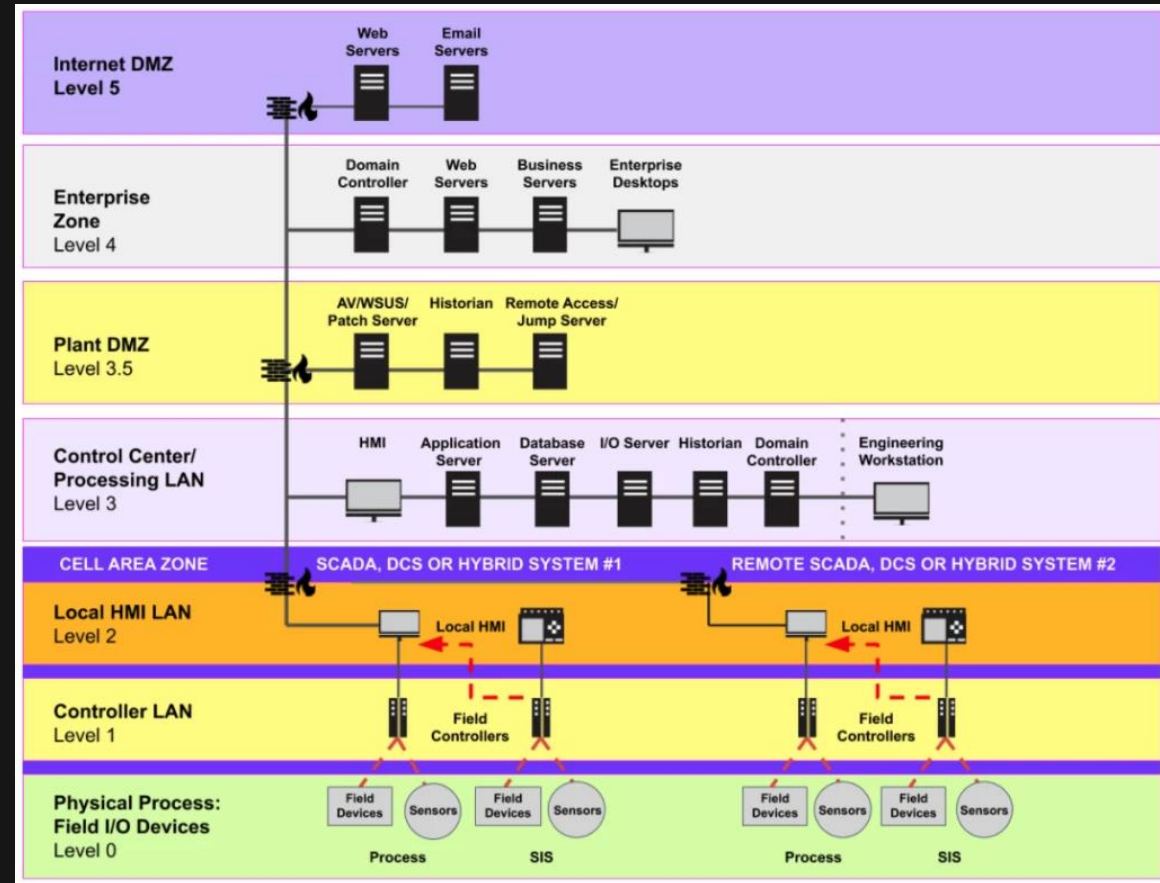 Internet DMZ
Level 5
Web
Servers
Email
Servers
Enterprise
Zone
Level 4
Domain
Controller
Web
Servers
Business
Servers
Enterprise
Desktops
Plant DMZ
Level 3.5
AV/WSUS/
Patch Server
Historian
Remote Access/
Jump Server
Control Center/
Processing LAN
Level 3
HMI
Application
Server
Database
Server
I/O Server
Historian
Domain
Controller
Engineering
Workstation
CELL AREA ZONE
SCADA, DCS OR HYBRID SYSTEM #1
REMOTE SCADA, DCS OR HYBRID SYSTEM #2
Local HMI LAN
Level 2
Local HMI
Local HMI
Controller LAN
Level 1
Field
Controllers
Field
Controllers
Physical Process:
Field I/O Devices
Level 0
Field
Devices
Sensors
Field
Devices
Sensors
Process
SIS
Field
Devices
Sensors
Field
Devices
Sensors
Process
SIS